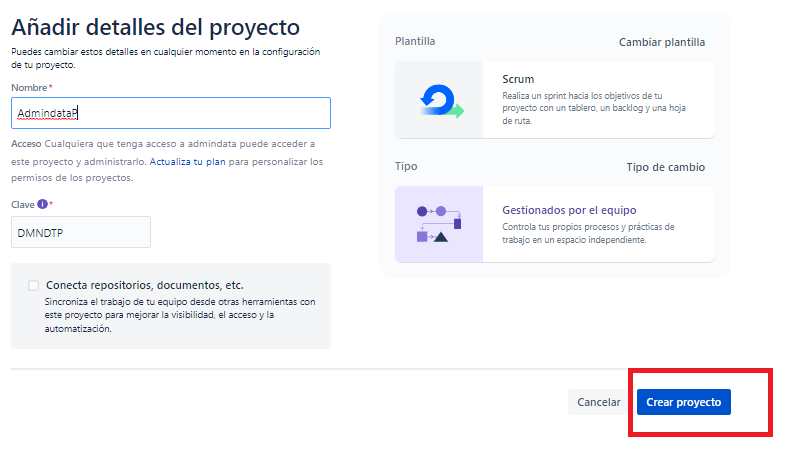 Añadir detalles del proyecto
Puedes cambiar estos detalles en cualquier momento en la configuración
de tu proyecto.
Nombre*
AdmindataP
Acceso Cualquiera que tenga acceso a admindata puede acceder a
este proyecto y administrarlo. Actualiza tu plan para personalizar los
permisos de los proyectos.
Clave i *
DMNDTP
Conecta repositorios, documentos, etc.
Sincroniza el trabajo de tu equipo desde otras herramientas con
este proyecto para mejorar la visibilidad, el acceso y la
automatización.
Plantilla
Cambiar plantilla
Scrum
Realiza un sprint hacia los objetivos de tu
proyecto con un tablero, un backlog y una hoja
de ruta.
Tipo
Tipo de cambio
Gestionados por el equipo
Controla tus propios procesos y prácticas de
trabajo en un espacio independiente.
Cancelar
Crear proyecto